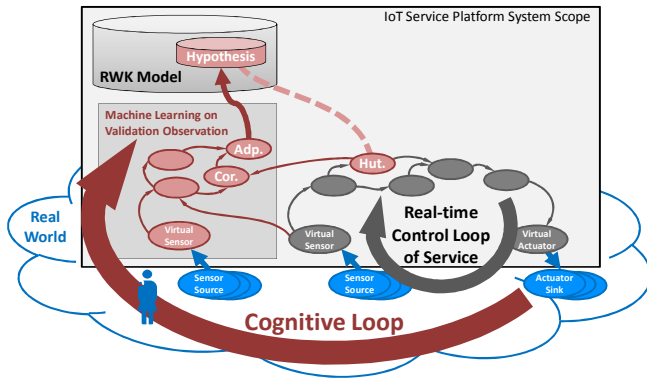 IoT Service Platform System Scope
Hypothesis
RWK Model
Machine Learning on
Validation Observation
Adp.
Hut.
Cor.
Real
World
Virtual
Sensor
Virtual
Sensor
Real-time
Control Loop
of Service
Virtual
Actuator
Sensor
Source
Sensor
Source
Actuator
Sink
Cognitive Loop